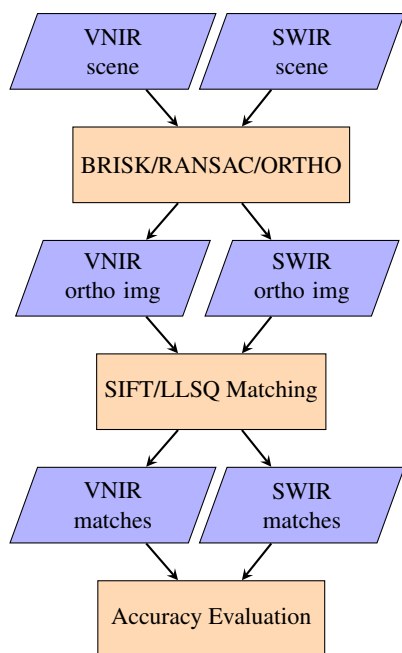 VNIR
scene
SWIR
scene
BRISK/RANSAC/ORTHO
VNIR
ortho img
SWIR
ortho img
SIFT/LLSQ Matching
VNIR
matches
SWIR
matches
Accuracy Evaluation